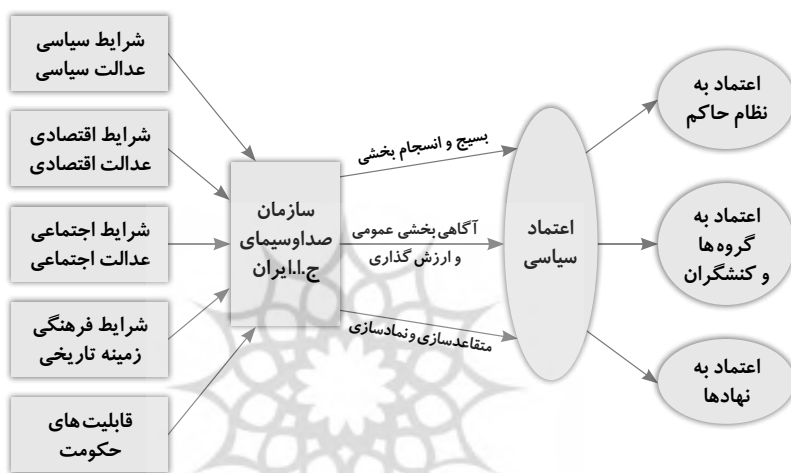 شرایط سیاسی
عدالت سیاسی
شرایط اقتصادی
عدالت اقتصادی
شرایط اجتماعی
عدالت اجتماعی
شرایط فرهنگی
زمینه تاریخی
قابلیت‌های
حکومت
سازمان
صداوسیمای
ج.ا.ایران
بسیج و انسجام بخشی
آگاهی‌بخشی عمومی
و ارزش گذاری
متقاعدسازی و نمادسازی
اعتماد
سیاسی
اعتماد به
نظام حاکم
اعتماد به
گروه‌ها
و کنشگران
اعتماد به
نهادها